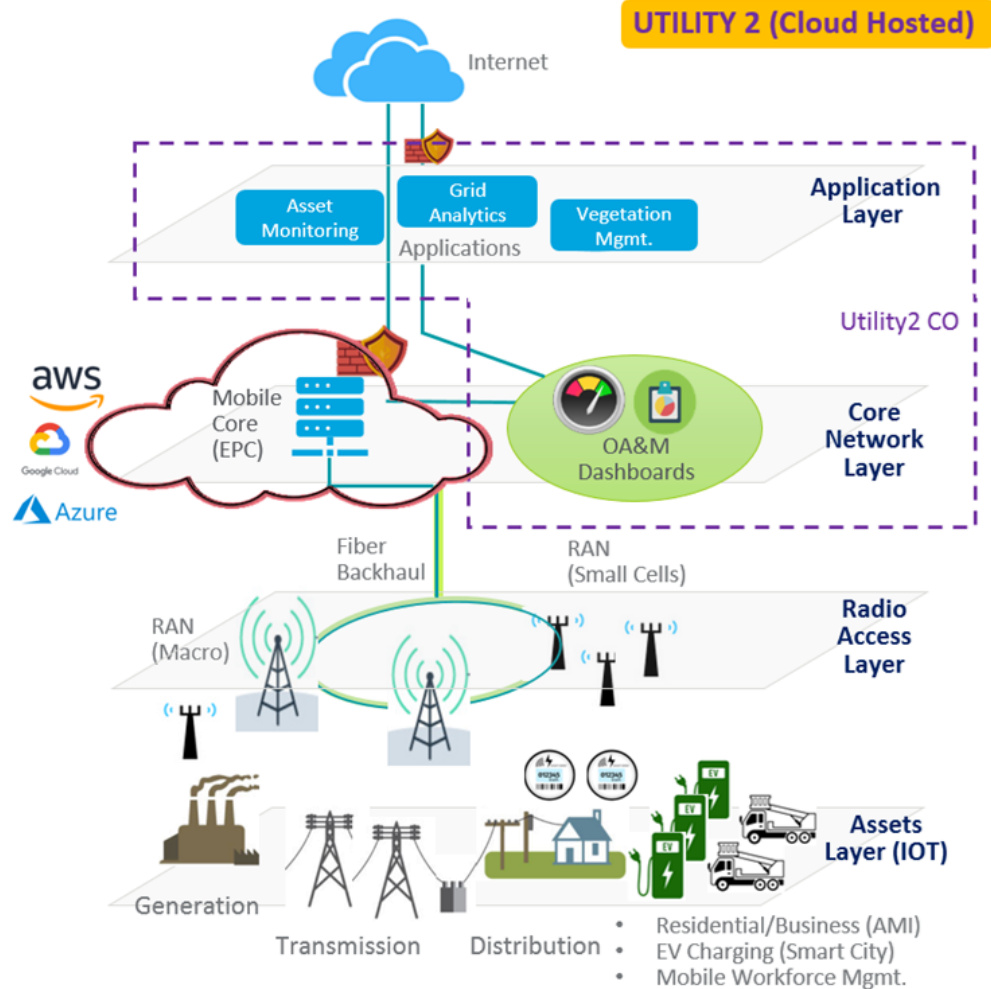 UTILITY 2 (Cloud Hosted)
Internet
Application
Layer
Asset
Monitoring
Grid
Analytics
Vegetation
Mgmt.
Applications
Utility2 CO
aws
Google Cloud
Azure
Mobile
Core
(EPC)
OA&M
Dashboards
Core
Network
Layer
Fiber
Backhaul
RAN
(Small Cells)
RAN
(Macro)
Radio
Access
Layer
012345
012345
EV
EV
EV
Assets
Layer (IOT)
Generation
Transmission
Distribution
• Residential/Business (AMI)
• EV Charging (Smart City)
• Mobile Workforce Mgmt.